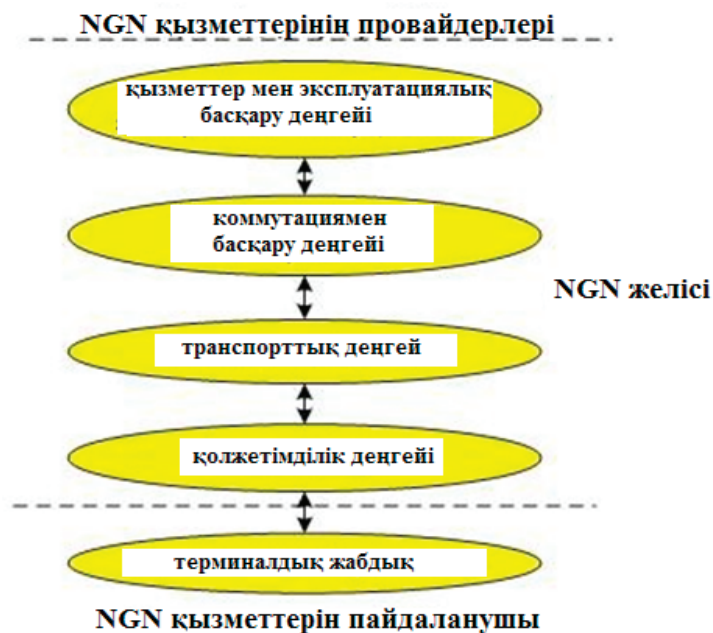 NGN қызметтерінің провайдерлері
қызметтер мен эксплуатациялық
басқару деңгейі
коммутациямен
басқару деңгейі
NGN желісі
транспорттық деңгей
қолжетімділік деңгейі
терминалдық жабдық
NGN қызметтерін пайдаланушы